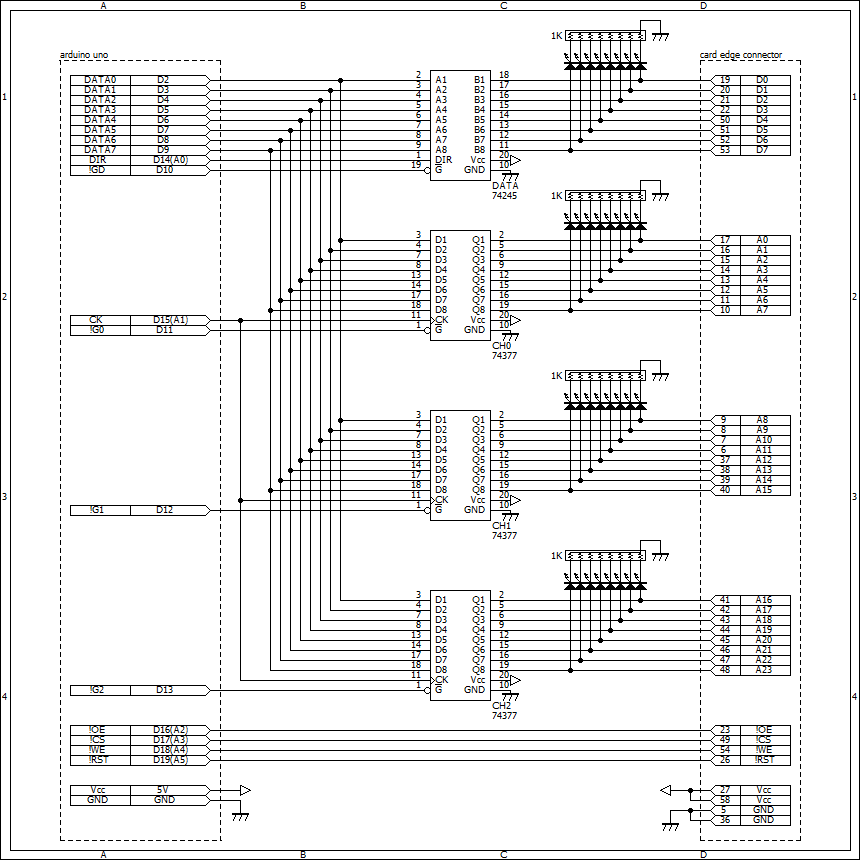 A B C D
1K
arduino uno card edge connector
DATA0 D2 2 A1 B1 18 19 D0
DATA1 D3 3 A2 B2 17 20 D1
1 DATA2 D4 4 A3 B3 16 21 D2 1
DATA3 D5 5 A4 B4 15 22 D3
DATA4 D6 6 A5 B5 14 50 D4
DATA5 D7 7 A6 B6 13 51 D5
DATA6 D8 8 A7 B7 12 52 D6
DATA7 D9 9 A8 B8 11 53 D7
DIR D14(A0) 1 DIR Vcc 20
!GD D10 19 G GND 10
DATA
74245
1K
3 D1 Q1 2 17 A0
4 D2 Q2 5 16 A1
7 D3 Q3 6 15 A2
8 D4 Q4 9 14 A3
13 D5 Q5 12 13 A4
14 D6 Q6 15 12 A5
2 17 D7 Q7 16 11 A6 2
18 D8 Q8 19 10 A7
CK D15(A1) 11 CK Vcc 20
!G0 D11 1 G GND 10
CH0
74377
1K
3 D1 Q1 2 9 A8
4 D2 Q2 5 8 A9
7 D3 Q3 6 7 A10
8 D4 Q4 9 6 A11
13 D5 Q5 12 37 A12
14 D6 Q6 15 38 A13
17 D7 Q7 16 39 A14
18 D8 Q8 19 40 A15
3 11 CK Vcc 20 3
!G1 D12 1 G GND 10
CH1
74377
1K
3 D1 Q1 2 41 A16
4 D2 Q2 5 42 A17
7 D3 Q3 6 43 A18
8 D4 Q4 9 44 A19
13 D5 Q5 12 45 A20
14 D6 Q6 15 46 A21
17 D7 Q7 16 47 A22
18 D8 Q8 19 48 A23
11 CK Vcc 20
!G2 D13 1 G GND 10
4 4
CH2
74377
!OE D16(A2) 23 !OE
!CS D17(A3) 49 !CS
!WE D18(A4) 54 !WE
!RST D19(A5) 26 !RST
Vcc 5V 27 Vcc
GND GND 58 Vcc
5 GND
36 GND
A B C D